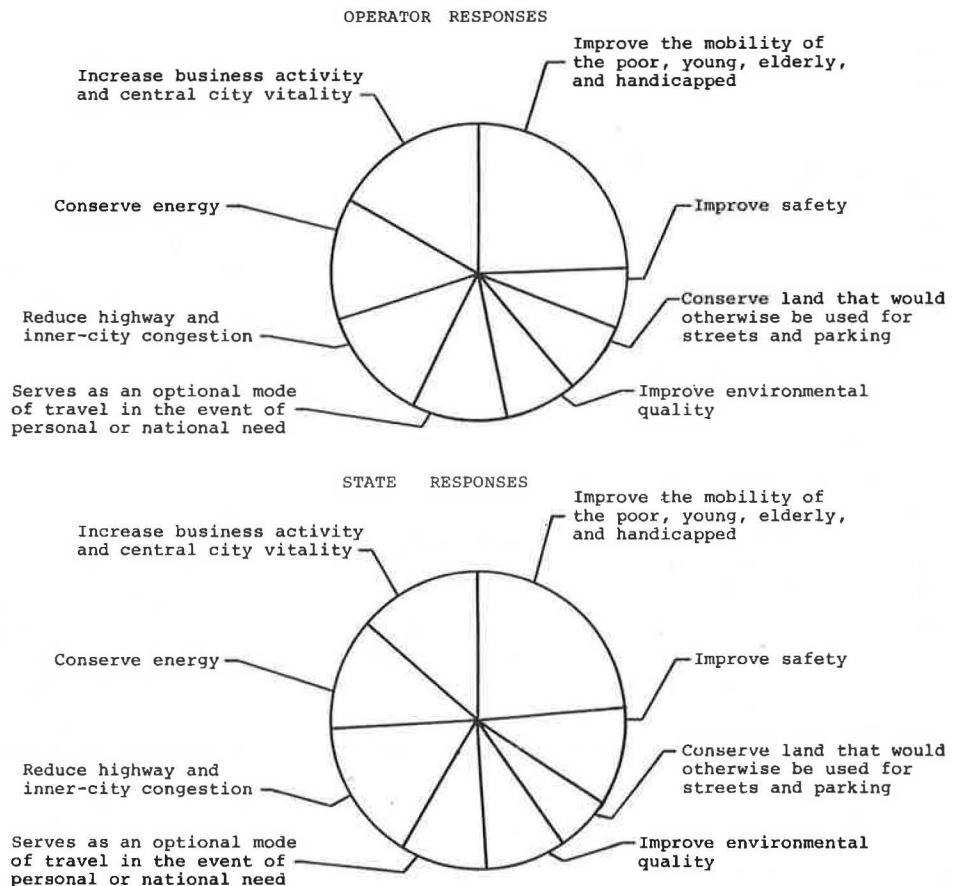 OPERATOR RESPONSES
Improve the mobility of
the poor, young, elderly,
and handicapped
Increase business activity
and central city vitality
Conserve energy
Improve safety
Reduce highway and
inner-city congestion
Conserve land that would
otherwise be used for
streets and parking
Serves as an optional mode
of travel in the event of
personal or national need
Improve environmental
quality
STATE RESPONSES
Improve the mobility of
the poor, young, elderly,
and handicapped
Increase business activity
and central city vitality
Conserve energy
Improve safety
Reduce highway and
inner-city congestion
Conserve land that would
otherwise be used for
streets and parking
Serves as an optional mode
of travel in the event of
personal or national need
Improve environmental
quality